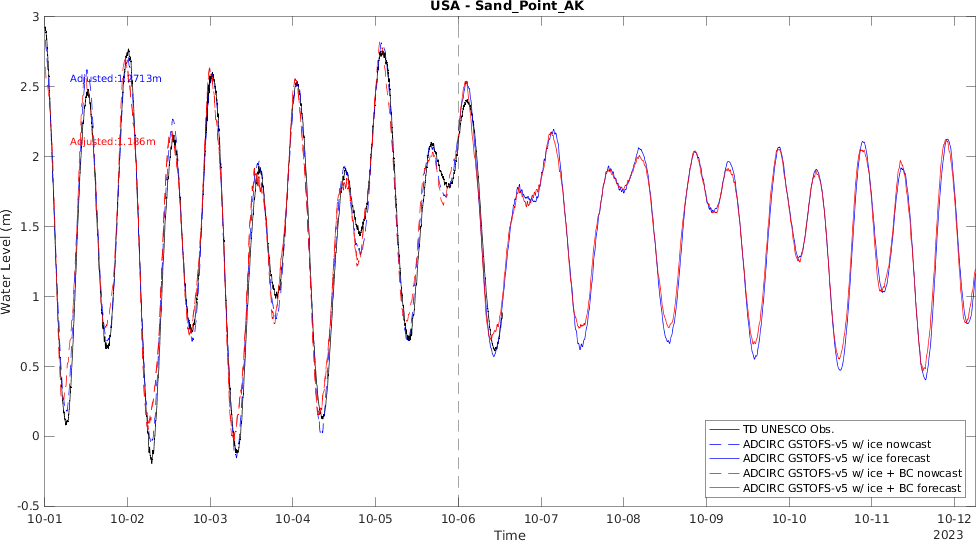 USA - Sand_Point_AK
3
2.5
2
1.5
1
0.5
0
-0.5
Water Level (m)
Adjusted:1.2713m
Adjusted:1.186m
TD UNESCO Obs.
ADCIRC GSTOFS-v5 w/ ice nowcast
ADCIRC GSTOFS-v5 w/ ice forecast
ADCIRC GSTOFS-v5 w/ ice + BC nowcast
ADCIRC GSTOFS-v5 w/ ice + BC forecast
10-01 10-02 10-03 10-04 10-05 10-06 10-07 10-08 10-09 10-10 10-11 10-12
Time
2023